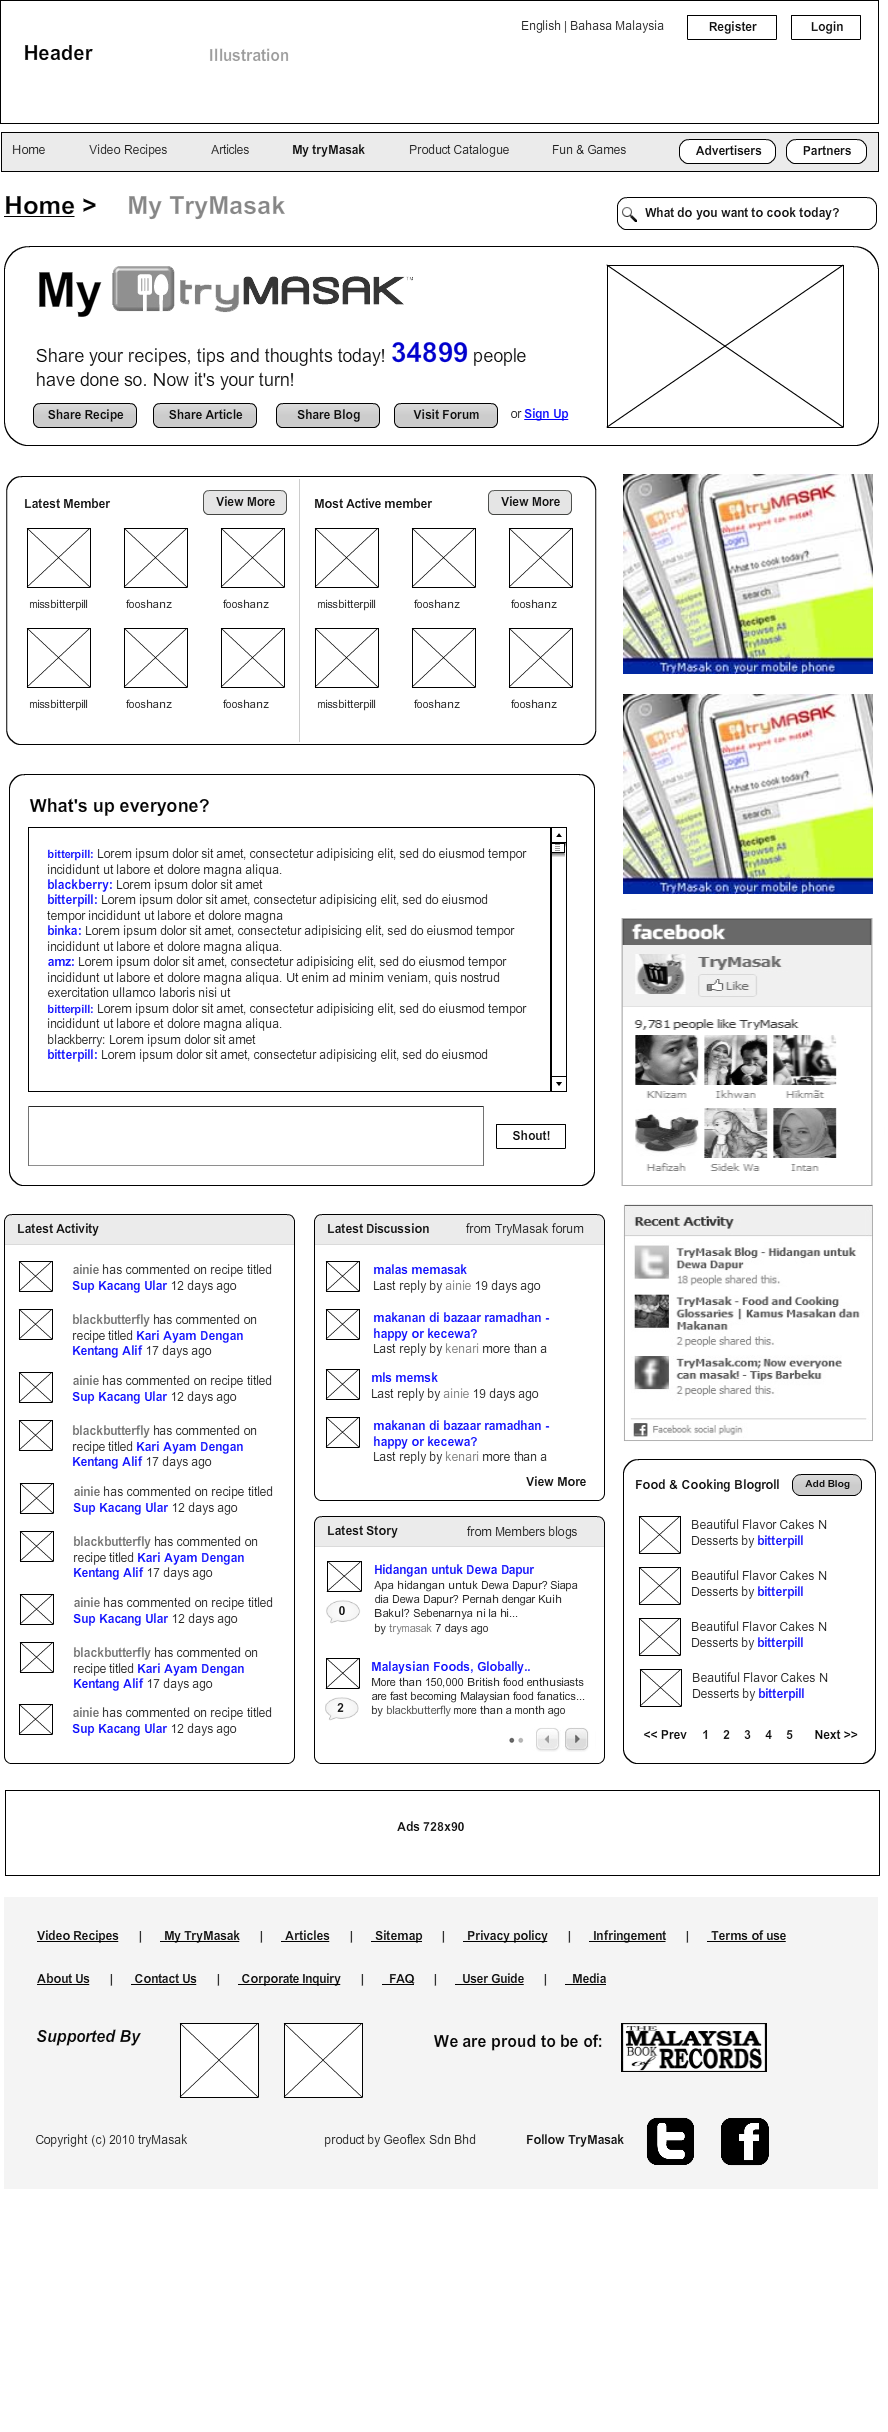 English | Bahasa Malaysia
Register
Login
Header
Illustration
Home
Video Recipes
Articles
My tryMasak
Product Catalogue
Fun & Games
Advertisers
Partners
Home >
My TryMasak
What do you want to cook today?
My tryMASAK™
Share your recipes, tips and thoughts today! 34899 people
have done so. Now it's your turn!
Share Recipe
Share Article
Share Blog
Visit Forum
or Sign Up
Latest Member
View More
missbitterpill
fooshanz
fooshanz
missbitterpill
fooshanz
fooshanz
Most Active member
View More
missbitterpill
fooshanz
fooshanz
missbitterpill
fooshanz
fooshanz
tryMASAK
Where anyone can masak!
Login
What to cook today?
search
Recipes
Browse All
TryMasak
TryMasak on your mobile phone
tryMASAK
Where anyone can masak!
Login
What to cook today?
search
Recipes
Browse All
TryMasak
TryMasak on your mobile phone
What's up everyone?
bitterpill: Lorem ipsum dolor sit amet, consectetur adipisicing elit, sed do eiusmod tempor
incididunt ut labore et dolore magna aliqua.
blackberry: Lorem ipsum dolor sit amet
bitterpill: Lorem ipsum dolor sit amet, consectetur adipisicing elit, sed do eiusmod
tempor incididunt ut labore et dolore magna
binka: Lorem ipsum dolor sit amet, consectetur adipisicing elit, sed do eiusmod tempor
incididunt ut labore et dolore magna aliqua.
amz: Lorem ipsum dolor sit amet, consectetur adipisicing elit, sed do eiusmod tempor
incididunt ut labore et dolore magna aliqua. Ut enim ad minim veniam, quis nostrud
exercitation ullamco laboris nisi ut
bitterpill: Lorem ipsum dolor sit amet, consectetur adipisicing elit, sed do eiusmod tempor
incididunt ut labore et dolore magna aliqua.
blackberry: Lorem ipsum dolor sit amet
bitterpill: Lorem ipsum dolor sit amet, consectetur adipisicing elit, sed do eiusmod
Shout!
facebook
TryMasak
Like
9,781 people like TryMasak
KNizam
Ikhwan
Hikmãt
Hafizah
Sidek Wa
Intan
Latest Activity
ainie has commented on recipe titled
Sup Kacang Ular 12 days ago
blackbutterfly has commented on
recipe titled Kari Ayam Dengan
Kentang Alif 17 days ago
ainie has commented on recipe titled
Sup Kacang Ular 12 days ago
blackbutterfly has commented on
recipe titled Kari Ayam Dengan
Kentang Alif 17 days ago
ainie has commented on recipe titled
Sup Kacang Ular 12 days ago
blackbutterfly has commented on
recipe titled Kari Ayam Dengan
Kentang Alif 17 days ago
ainie has commented on recipe titled
Sup Kacang Ular 12 days ago
blackbutterfly has commented on
recipe titled Kari Ayam Dengan
Kentang Alif 17 days ago
ainie has commented on recipe titled
Sup Kacang Ular 12 days ago
Latest Discussion
from TryMasak forum
malas memasak
Last reply by ainie 19 days ago
makanan di bazaar ramadhan -
happy or kecewa?
Last reply by kenari more than a
mls memsk
Last reply by ainie 19 days ago
makanan di bazaar ramadhan -
happy or kecewa?
Last reply by kenari more than a
View More
Latest Story
from Members blogs
Hidangan untuk Dewa Dapur
Apa hidangan untuk Dewa Dapur? Siapa
dia Dewa Dapur? Pernah dengar Kuih
Bakul? Sebenarnya ni la hi...
0
by trymasak 7 days ago
Malaysian Foods, Globally..
More than 150,000 British food enthusiasts
are fast becoming Malaysian food fanatics...
2
by blackbutterfly more than a month ago
Recent Activity
TryMasak Blog - Hidangan untuk
Dewa Dapur
18 people shared this.
TryMasak - Food and Cooking
Glossaries | Kamus Masakan dan
Makanan
2 people shared this.
TryMasak.com; Now everyone
can masak! - Tips Barbeku
2 people shared this.
Facebook social plugin
Food & Cooking Blogroll
Add Blog
Beautiful Flavor Cakes N
Desserts by bitterpill
Beautiful Flavor Cakes N
Desserts by bitterpill
Beautiful Flavor Cakes N
Desserts by bitterpill
Beautiful Flavor Cakes N
Desserts by bitterpill
<< Prev 1 2 3 4 5 Next >>
Ads 728x90
Video Recipes | My TryMasak | Articles | Sitemap | Privacy policy | Infringement | Terms of use
About Us | Contact Us | Corporate Inquiry | FAQ | User Guide | Media
Supported By
We are proud to be of:
THE
MALAYSIA
BOOK of RECORDS
Copyright (c) 2010 tryMasak
product by Geoflex Sdn Bhd
Follow TryMasak